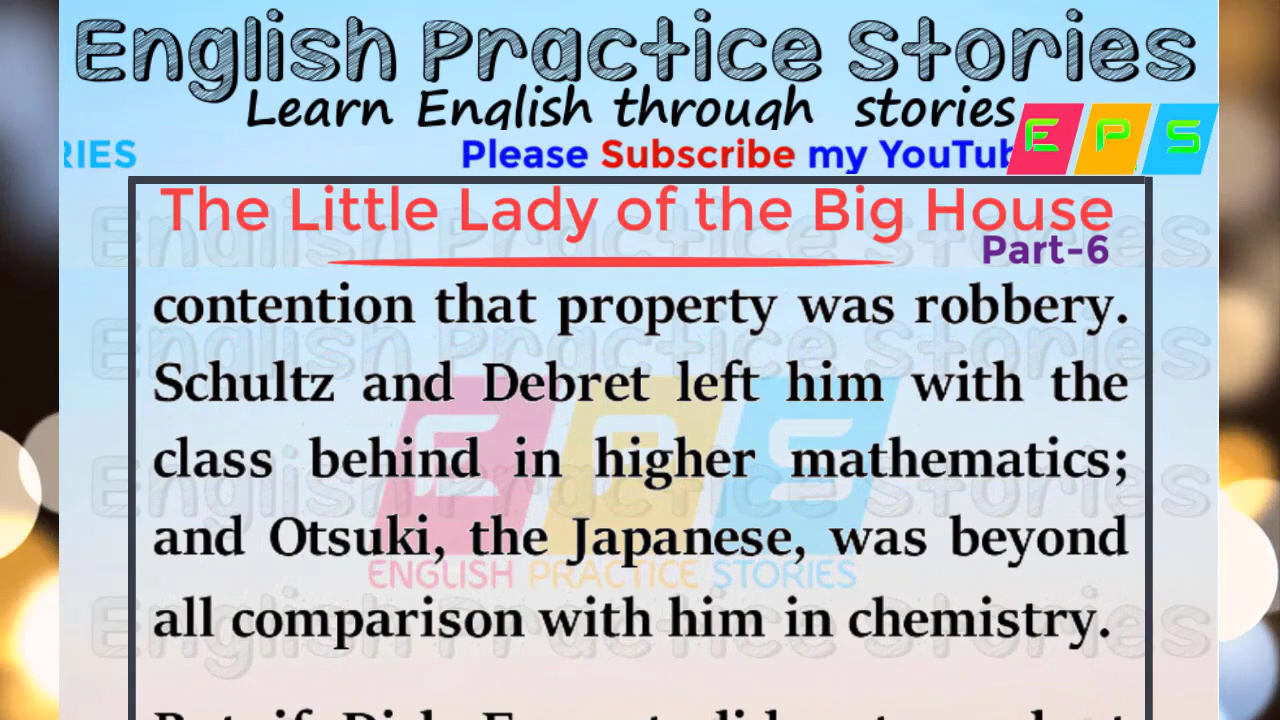 English Practice Stories
Learn English through stories
RIES Please Subscribe my YouTub
EPS
The Little Lady of the Big House
Part-6
contention that property was robbery.
Schultz and Debret left him with the
class behind in higher mathematics;
and Otsuki, the Japanese, was beyond
all comparison with him in chemistry.
ENGLISH PRACTICE STORIES